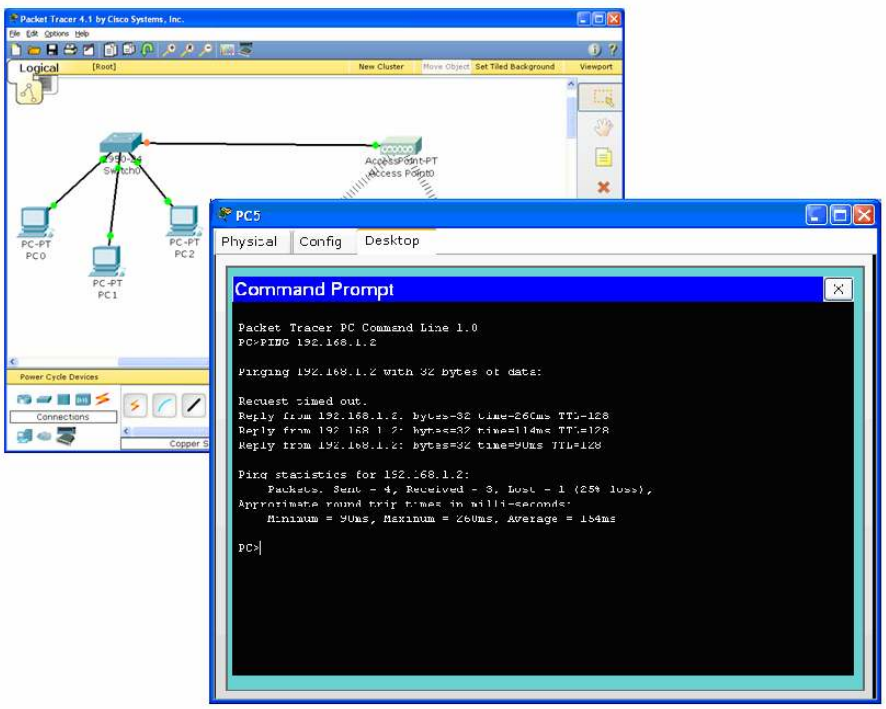 Packet Tracer 4.1 by Cisco Systems, Inc.
File Edit Options Help
Logical
[Root]
New Cluster
Move Object
Set Tiled Background
Viewport
2950-24
Switch0
AccessPoint-PT
Access Point0
PC-PT
PC0
PC-PT
PC1
PC-PT
PC2
Power Cycle Devices
Connections
Copper S
PC5
Physical
Config
Desktop
Command Prompt
Packet Tracer PC Command Line 1.0
PC>PING 192.168.1.2
Pinging 192.168.1.2 with 32 bytes of data:
Request timed out.
Reply from 192.168.1.2: bytes=32 time=260ms TTL=128
Reply from 192.168.1.2: bytes=32 time=114ms TTL=128
Reply from 192.168.1.2: bytes=32 time=90ms TTL=128
Ping statistics for 192.168.1.2:
Packets: Sent = 4, Received = 3, Lost = 1 (25% loss),
Approximate round trip times in milli-seconds:
Minimum = 90ms, Maximum = 260ms, Average = 154ms
PC>